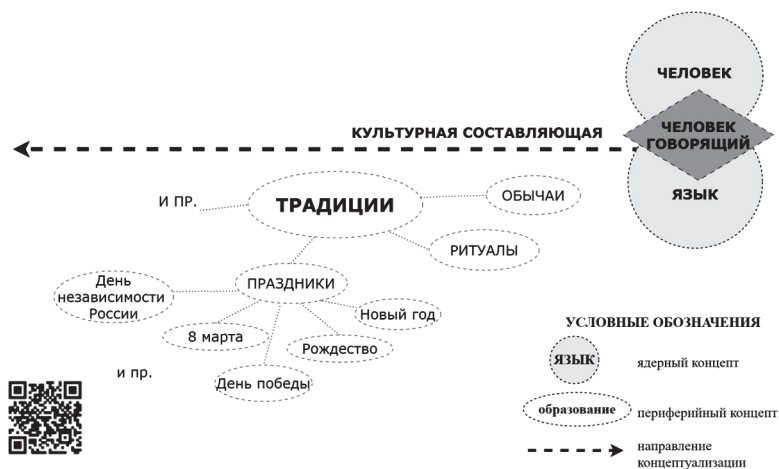 ЧЕЛОВЕК
КУЛЬТУРНАЯ СОСТАВЛЯЮЩАЯ
ЧЕЛОВЕК
ГОВОРЯЩИЙ
ЯЗЫК
И ПР.
ТРАДИЦИИ
ОБЫЧАИ
РИТУАЛЫ
ПРАЗДНИКИ
День
независимости
России
8 марта
Новый год
Рождество
День победы
и пр.
УСЛОВНЫЕ ОБОЗНАЧЕНИЯ
ЯЗЫК
ядерный концепт
образование
периферийный концепт
направление
концептуализации